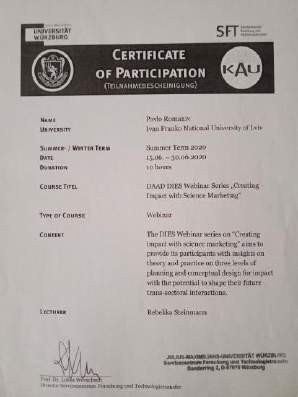 UNIVERSITÄT
WÜRZBURG
SFT
CERTIFICATE
OF PARTICIPATION
(TEILNAHMEBESCHEINIGUNG)
KAU
NAME Pavlo Romaniv
UNIVERSITY Ivan Franko National University of Lviv
SUMMER- / WINTER TERM Summer Term 2020
DATE 15.06. – 30.06.2020
DURATION 10 hours
COURSE TITEL DAAD DIES Webinar Series „Creating
Impact with Science Marketing"
TYPE OF COURSE Webinar
CONTENT The DIES Webinar series on "Creating
impact with science marketing" aims to
provide its participants with insights on
theory and practice on three levels of
planning and conceptual design for impact
with the potential to shape their future
trans-sectoral interactions.
LECTURER Rebekka Steinmann
JULIUS-MAXIMILIANS-UNIVERSITÄT WÜRZBURG
Servicezentrum Forschung und Technologietransfer
Sanderring 2, D-97070 Würzburg
Prof. Dr.
Direktor Servicezentrum Forschung und Technologietransfer